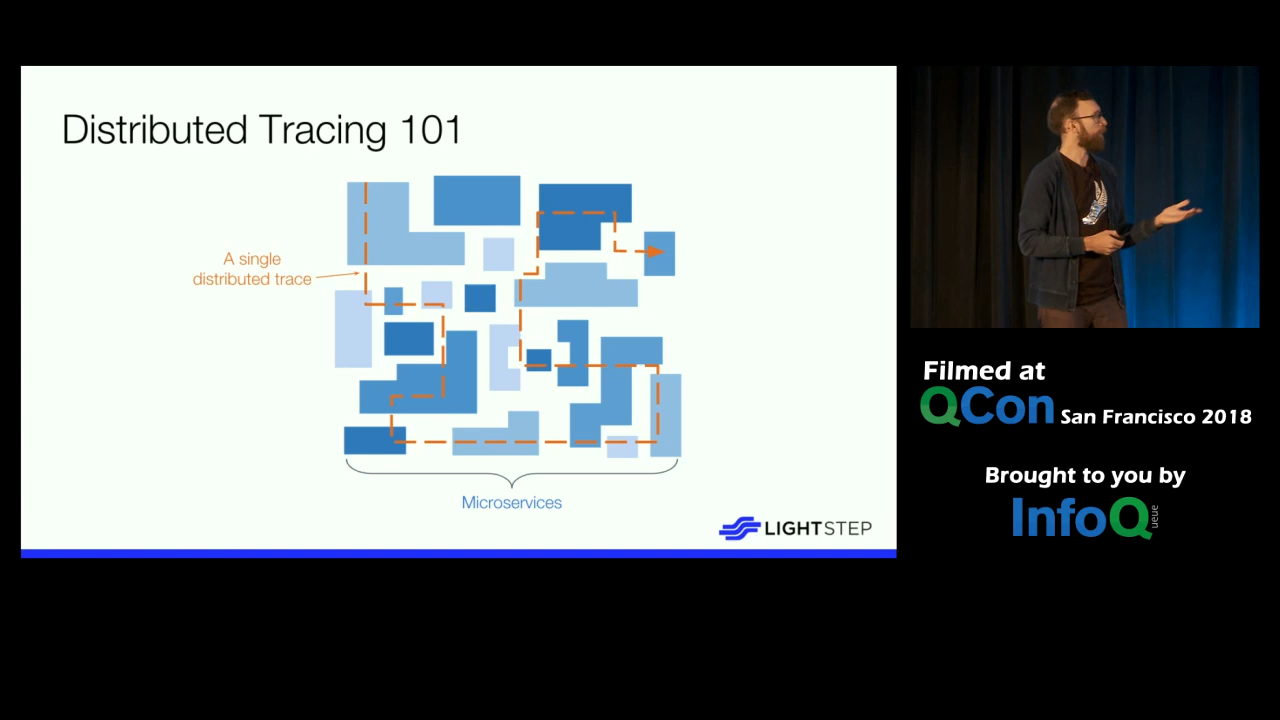 Distributed Tracing 101
A single
distributed trace
Microservices
LIGHTSTEP
Filmed at
QCon San Francisco 2018
Brought to you by
InfoQ queue